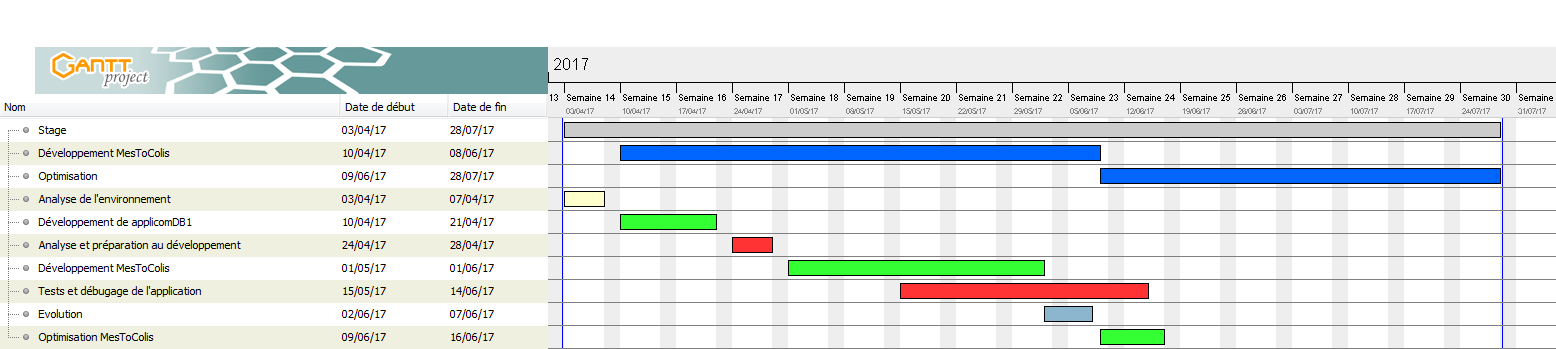 GANTT
project
2017
13 Semaine 14 Semaine 15 Semaine 16 Semaine 17 Semaine 18 Semaine 19 Semaine 20 Semaine 21 Semaine 22 Semaine 23 Semaine 24 Semaine 25 Semaine 26 Semaine 27 Semaine 28 Semaine 29 Semaine 30 Semaine
03/04/17 10/04/17 17/04/17 24/04/17 01/05/17 08/05/17 15/05/17 22/05/17 29/05/17 05/06/17 12/06/17 19/06/17 26/06/17 03/07/17 10/07/17 17/07/17 24/07/17 31/07/17
Nom Date de début Date de fin
Stage 03/04/17 28/07/17
Développement MesToColis 10/04/17 08/06/17
Optimisation 09/06/17 28/07/17
Analyse de l'environnement 03/04/17 07/04/17
Développement de applicomDB1 10/04/17 21/04/17
Analyse et préparation au développement 24/04/17 28/04/17
Développement MesToColis 01/05/17 01/06/17
Tests et débugage de l'application 15/05/17 14/06/17
Evolution 02/06/17 07/06/17
Optimisation MesToColis 09/06/17 16/06/17